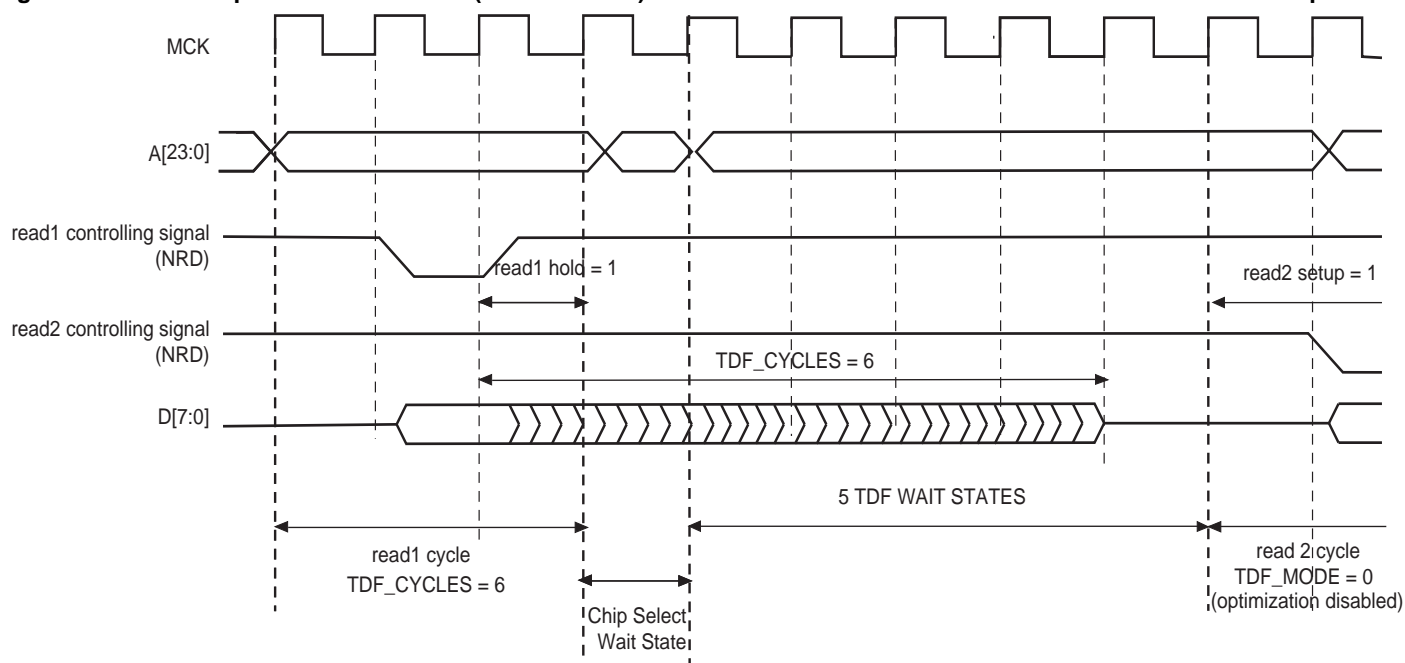 MCK
A[23:0]
read1 controlling signal
(NRD)
read1 hold = 1
read2 setup = 1
read2 controlling signal
(NRD)
TDF_CYCLES = 6
D[7:0]
5 TDF WAIT STATES
read1 cycle
TDF_CYCLES = 6
Chip Select
Wait State
read 2 cycle
TDF_MODE = 0
(optimization disabled)